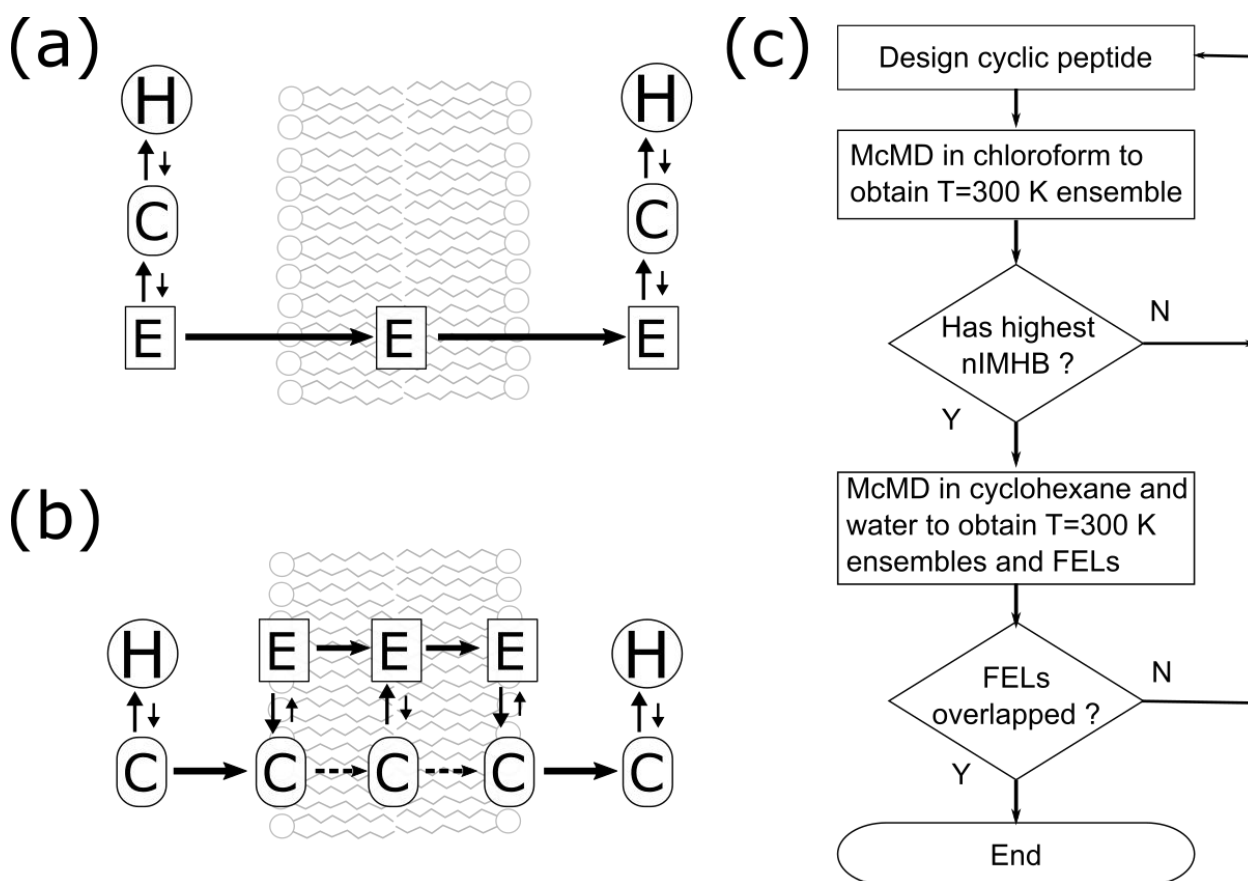 (a)
H
H
C
C
E
E
E
(b)
H
E
E
E
H
C
C
C
C
C
(c)
Design cyclic peptide
McMD in chloroform to
obtain T=300 K ensemble
Has highest
nIMHB ?
N
Y
McMD in cyclohexane and
water to obtain T=300 K
ensembles and FELs
FELs
overlapped ?
N
Y
End